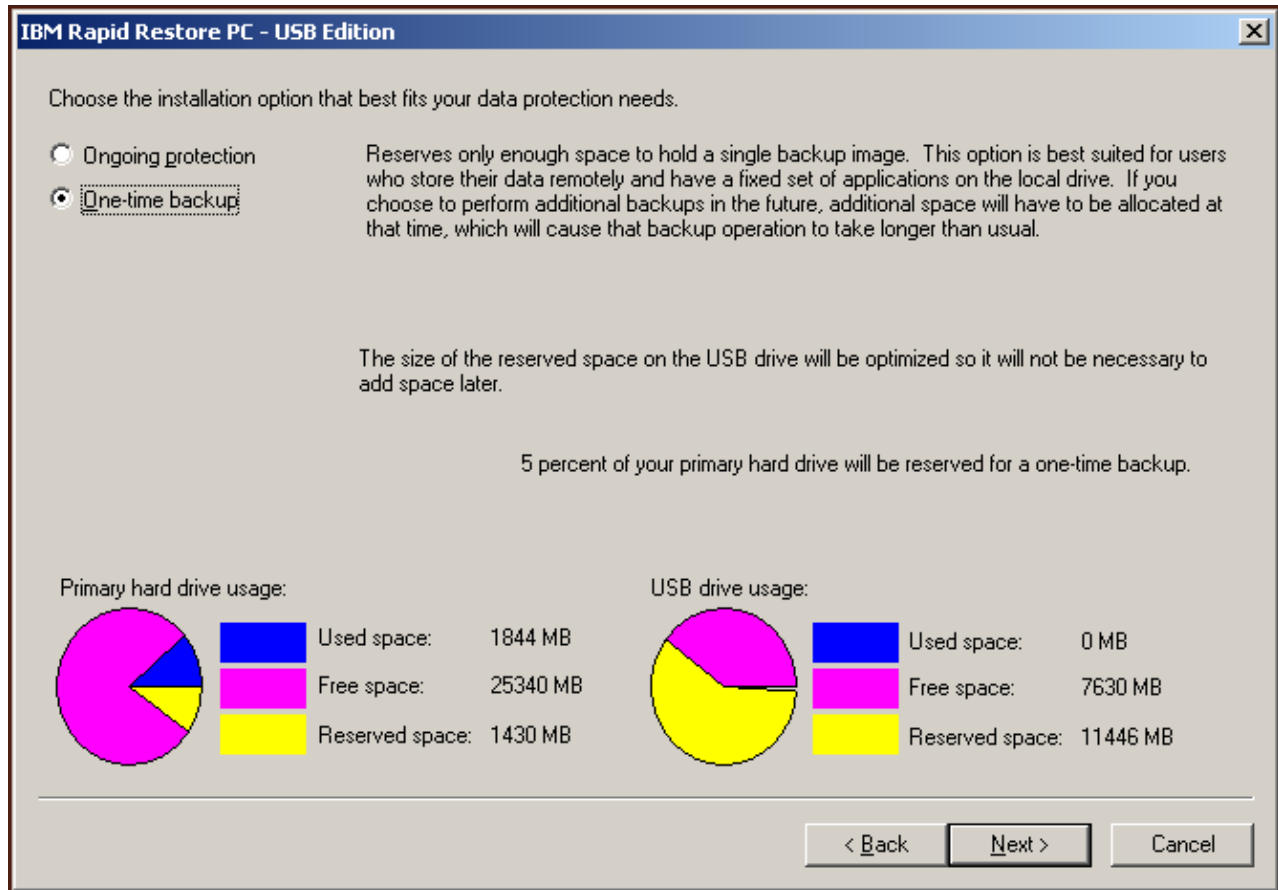 IBM Rapid Restore PC - USB Edition
Choose the installation option that best fits your data protection needs.
Ongoing protection
One-time backup
Reserves only enough space to hold a single backup image. This option is best suited for users
who store their data remotely and have a fixed set of applications on the local drive. If you
choose to perform additional backups in the future, additional space will have to be allocated at
that time, which will cause that backup operation to take longer than usual.
The size of the reserved space on the USB drive will be optimized so it will not be necessary to
add space later.
5 percent of your primary hard drive will be reserved for a one-time backup.
Primary hard drive usage:
Used space: 1844 MB
Free space: 25340 MB
Reserved space: 1430 MB
USB drive usage:
Used space: 0 MB
Free space: 7630 MB
Reserved space: 11446 MB
< Back
Next >
Cancel